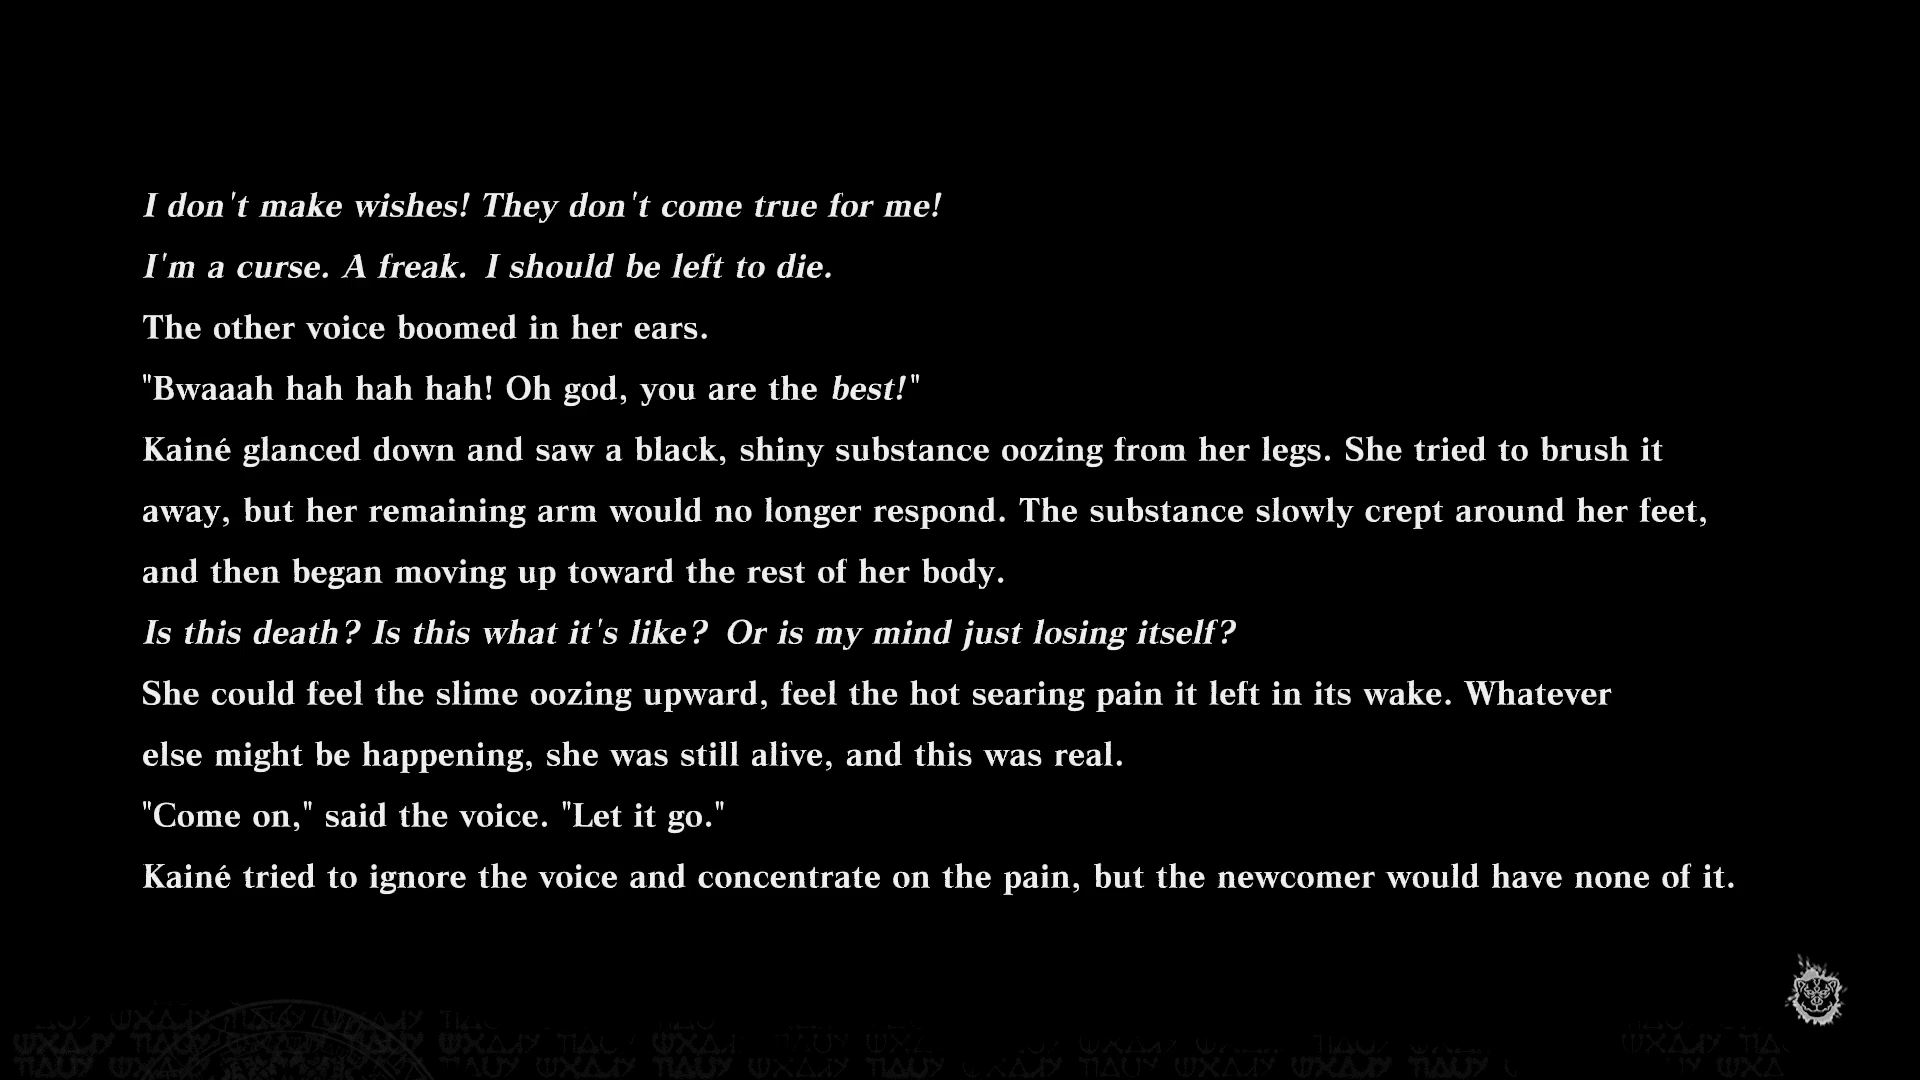 I don't make wishes! They don't come true for me!
I'm a curse. A freak. I should be left to die.
The other voice boomed in her ears.
"Bwaaah hah hah hah! Oh god, you are the best!"
Kainé glanced down and saw a black, shiny substance oozing from her legs. She tried to brush it
away, but her remaining arm would no longer respond. The substance slowly crept around her feet,
and then began moving up toward the rest of her body.
Is this death? Is this what it's like? Or is my mind just losing itself?
She could feel the slime oozing upward, feel the hot searing pain it left in its wake. Whatever
else might be happening, she was still alive, and this was real.
"Come on," said the voice. "Let it go."
Kainé tried to ignore the voice and concentrate on the pain, but the newcomer would have none of it.